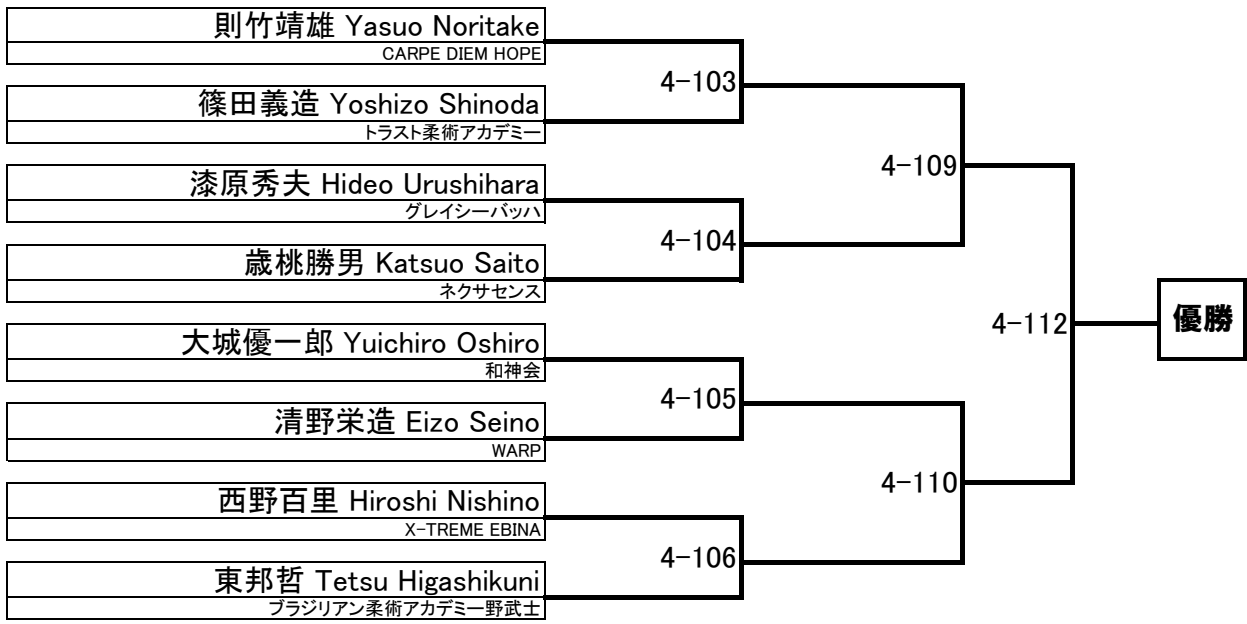 則竹靖雄 Yasuo Noritake
CARPE DIEM HOPE
4-103
篠田義造 Yoshizo Shinoda
トラスト柔術アカデミー
4-109
漆原秀夫 Hideo Urushihara
グレイシーバッハ
4-104
歳桃勝男 Katsuo Saito
ネクサセンス
4-112
優勝
大城優一郎 Yuichiro Oshiro
和神会
4-105
清野栄造 Eizo Seino
WARP
4-110
西野百里 Hiroshi Nishino
X-TREME EBINA
4-106
東邦哲 Tetsu Higashikuni
ブラジリアン柔術アカデミー野武士